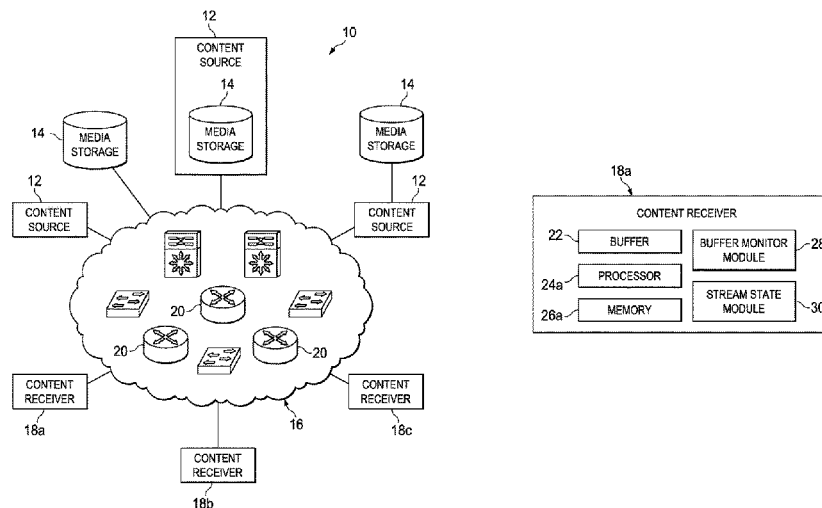 12
CONTENT
SOURCE
10
14
MEDIA
STORAGE
14
MEDIA
STORAGE
14
MEDIA
STORAGE
12
CONTENT
SOURCE
12
CONTENT
SOURCE
20
20
20
CONTENT
RECEIVER
18a
16
CONTENT
RECEIVER
18c
CONTENT
RECEIVER
18b
18a
CONTENT RECEIVER
22
BUFFER
BUFFER MONITOR
MODULE
28
24a
PROCESSOR
26a
MEMORY
STREAM STATE
MODULE
30